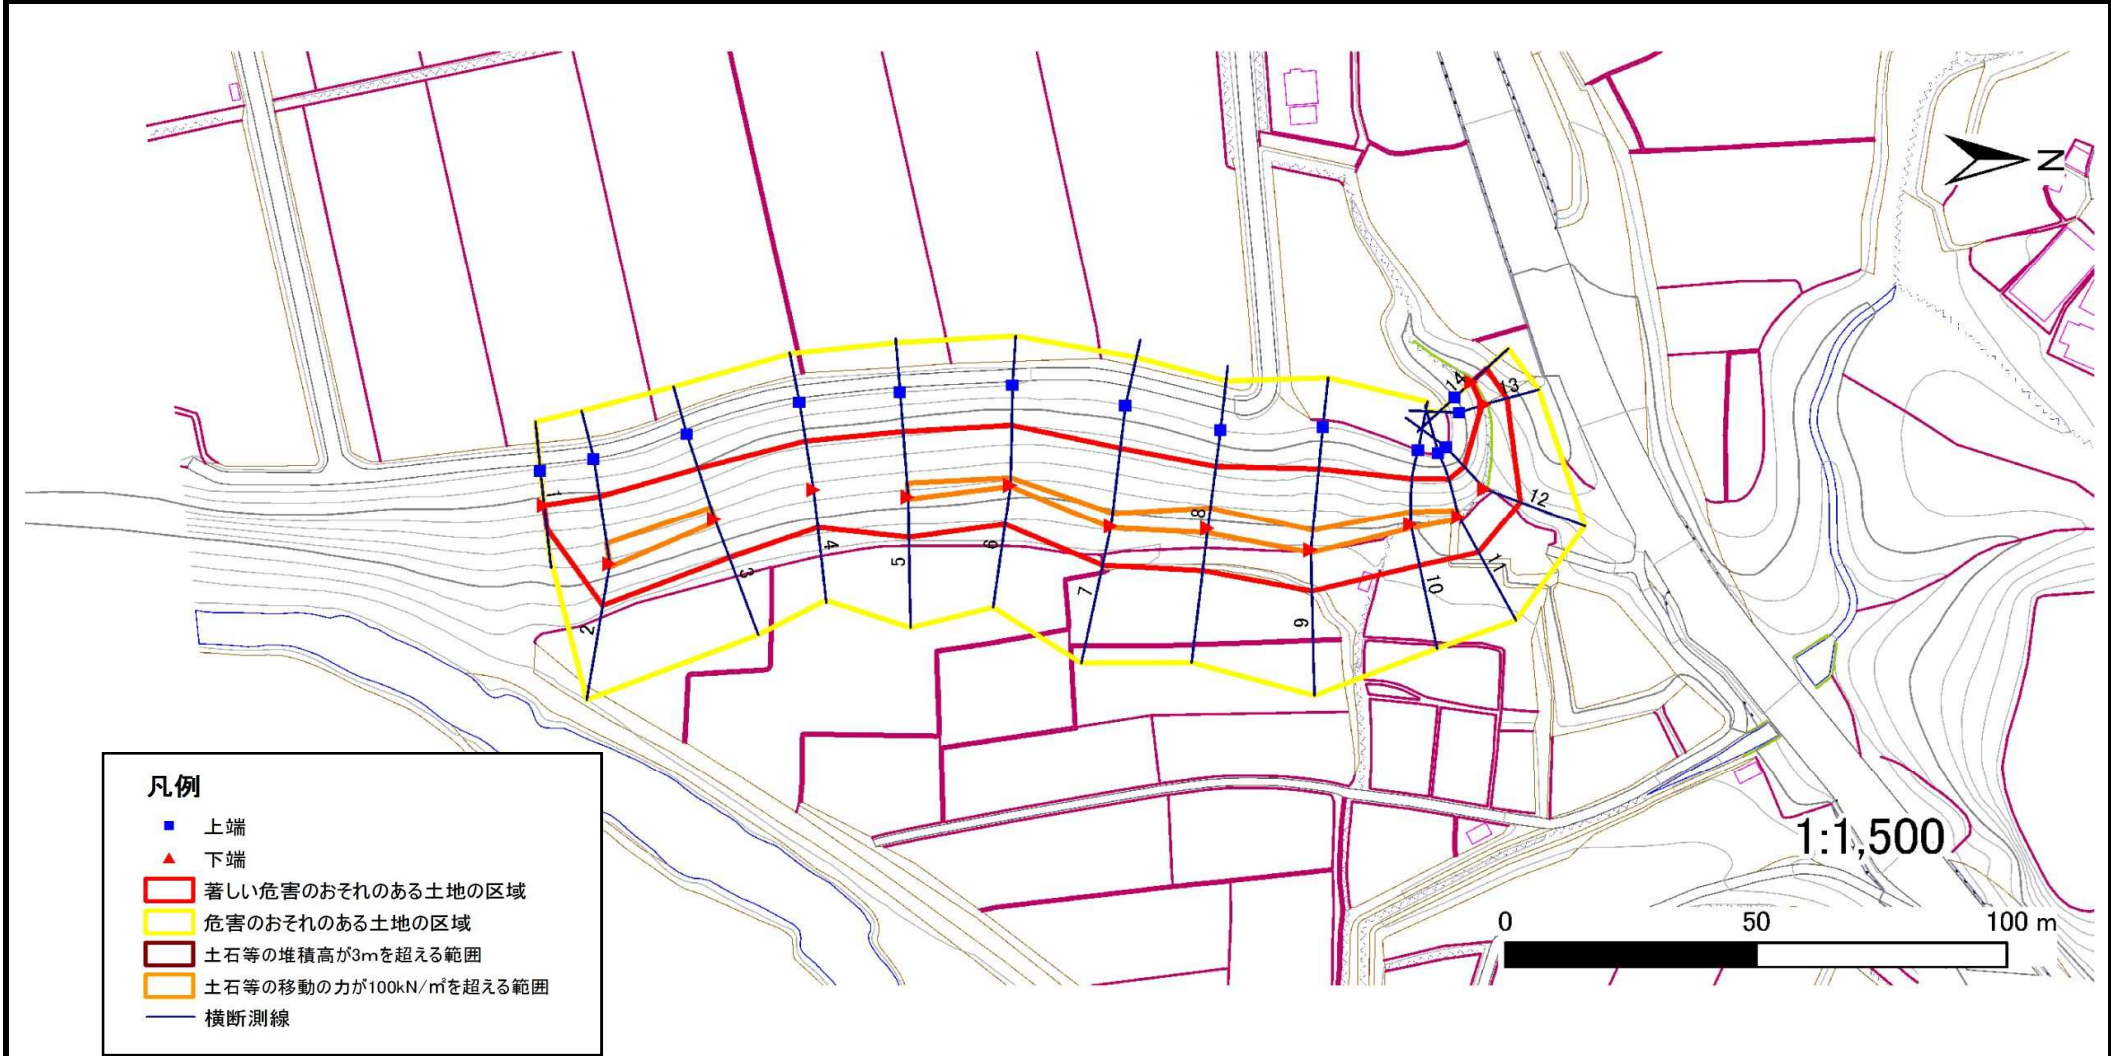 N
14
13
1
12
8
4
6
5
3
11
10
7
2
9
凡例
上端
下端
著しい危害のおそれのある土地の区域
危害のおそれのある土地の区域
土石等の堆積高が3mを超える範囲
土石等の移動の力が100kN/㎡を超える範囲
横断測線
1:1,500
0 50 100 m